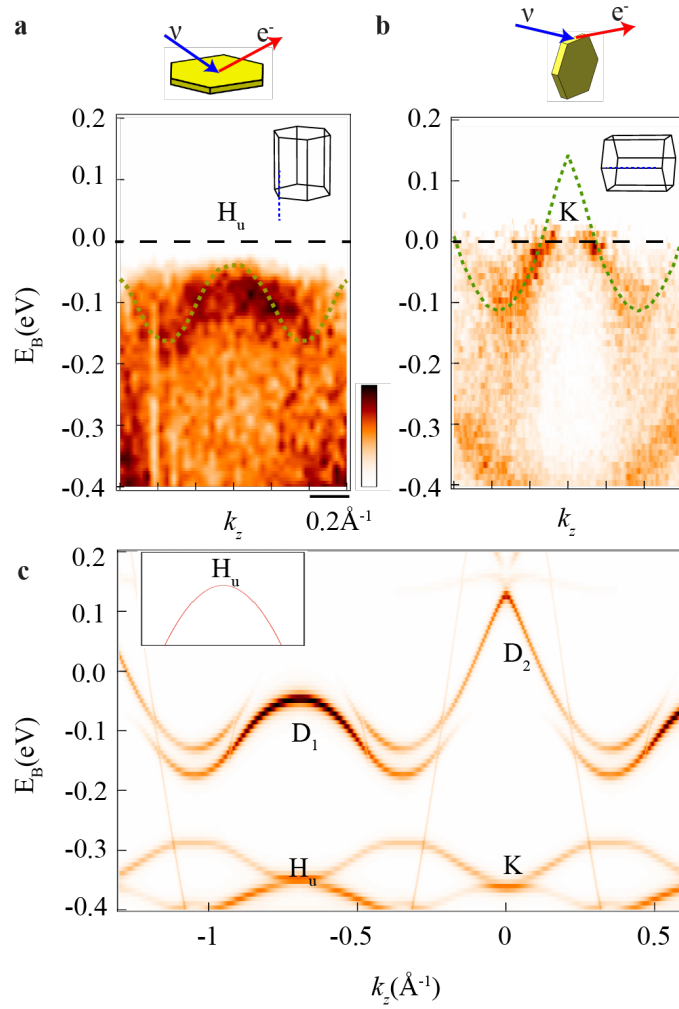 a
ν
e-
b
ν
e-
0.2
0.1
0.0
-0.1
-0.2
-0.3
-0.4
E_B(eV)
H_u
k_z
0.2Å⁻¹
0.2
0.1
0.0
-0.1
-0.2
-0.3
-0.4
K
k_z
c
0.2
0.1
0.0
-0.1
-0.2
-0.3
-0.4
E_B(eV)
H_u
D_2
D_1
H_u
K
-1
-0.5
0
0.5
k_z(Å⁻¹)